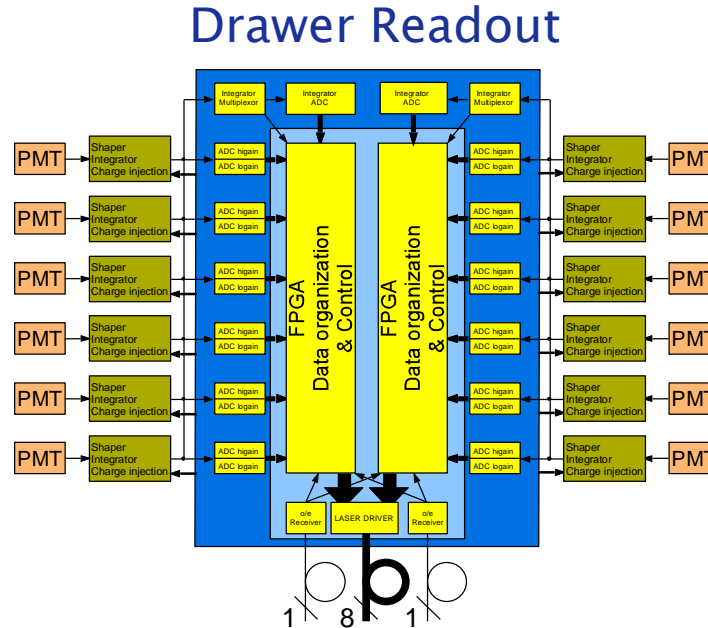 Drawer Readout
Integrator
Multiplexor
Integrator
ADC
Integrator
ADC
Integrator
Multiplexor
PMT
Shaper
Integrator
Charge injection
ADC higain
ADC logain
ADC higain
ADC logain
Shaper
Integrator
Charge injection
PMT
PMT
Shaper
Integrator
Charge injection
ADC higain
ADC logain
ADC higain
ADC logain
Shaper
Integrator
Charge injection
PMT
PMT
Shaper
Integrator
Charge injection
ADC higain
ADC logain
ADC higain
ADC logain
Shaper
Integrator
Charge injection
PMT
PMT
Shaper
Integrator
Charge injection
ADC higain
ADC logain
ADC higain
ADC logain
Shaper
Integrator
Charge injection
PMT
PMT
Shaper
Integrator
Charge injection
ADC higain
ADC logain
ADC higain
ADC logain
Shaper
Integrator
Charge injection
PMT
PMT
Shaper
Integrator
Charge injection
ADC higain
ADC logain
ADC higain
ADC logain
Shaper
Integrator
Charge injection
PMT
FPGA
Data organization
& Control
FPGA
Data organization
& Control
o/e
Receiver
LASER DRIVER
o/e
Receiver
1
8
1